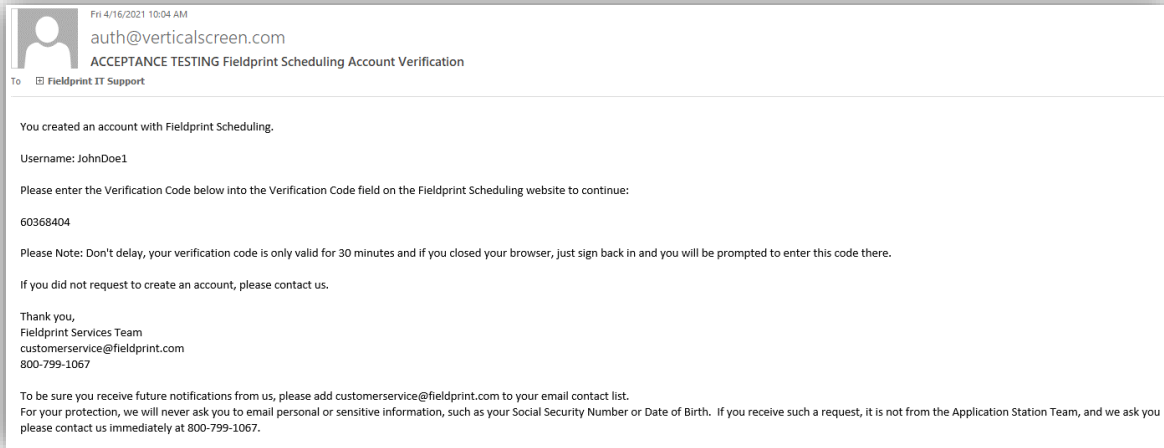 Fri 4/16/2021 10:04 AM
auth@verticalscreen.com
ACCEPTANCE TESTING Fieldprint Scheduling Account Verification
To Fieldprint IT Support
You created an account with Fieldprint Scheduling.
Username: JohnDoe1
Please enter the Verification Code below into the Verification Code field on the Fieldprint Scheduling website to continue:
60368404
Please Note: Don't delay, your verification code is only valid for 30 minutes and if you closed your browser, just sign back in and you will be prompted to enter this code there.
If you did not request to create an account, please contact us.
Thank you,
Fieldprint Services Team
customerservice@fieldprint.com
800-799-1067
To be sure you receive future notifications from us, please add customerservice@fieldprint.com to your email contact list.
For your protection, we will never ask you to email personal or sensitive information, such as your Social Security Number or Date of Birth.  If you receive such a request, it is not from the Application Station Team, and we ask you
please contact us immediately at 800-799-1067.